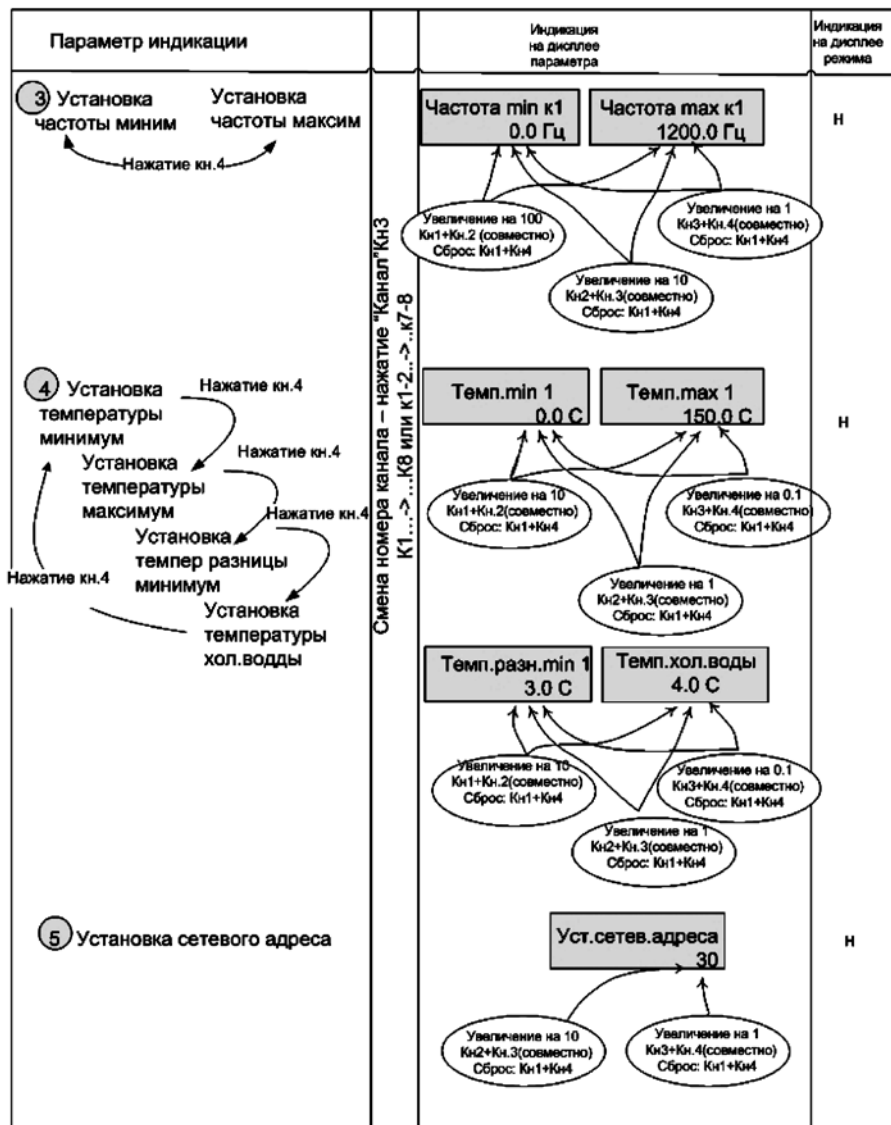 Параметр индикации
Индикация
на дисплее
параметра
Индикация
на дисплее
режима
3 Установка
частоты миним
Установка
частоты максим
Нажатие кн.4
Смена номера канала – нажатие "Канал"Кн3
К1...->...К8 или к1-2..->..к7-8
Частота min к1
0.0 Гц
Частота max к1
1200.0 Гц
Н
Увеличение на 100
Кн1+Кн.2 (совместно)
Сброс: Кн1+Кн4
Увеличение на 1
Кн3+Кн.4(совместно)
Сброс: Кн1+Кн4
Увеличение на 10
Кн2+Кн.3(совместно)
Сброс: Кн1+Кн4
4 Установка
температуры
минимум
Нажатие кн.4
Установка
температуры
максимум
Нажатие кн.4
Установка
темпер разницы
минимум
Нажатие кн.4
Нажатие кн.4
Установка
температуры
хол.водды
Темп.min 1
0.0 С
Темп.max 1
150.0 С
Н
Увеличение на 10
Кн1+Кн.2(совместно)
Сброс: Кн1+Кн4
Увеличение на 0.1
Кн3+Кн.4(совместно)
Сброс: Кн1+Кн4
Увеличение на 1
Кн2+Кн.3(совместно)
Сброс: Кн1+Кн4
Темп.разн.min 1
3.0 С
Темп.хол.воды
4.0 С
Увеличение на 10
Кн1+Кн.2(совместно)
Сброс: Кн1+Кн4
Увеличение на 0.1
Кн3+Кн.4(совместно)
Сброс: Кн1+Кн4
Увеличение на 1
Кн2+Кн.3(совместно)
Сброс: Кн1+Кн4
5 Установка сетевого адреса
Уст.сетев.адреса
30
Н
Увеличение на 10
Кн2+Кн.3(совместно)
Сброс: Кн1+Кн4
Увеличение на 1
Кн3+Кн.4(совместно)
Сброс: Кн1+Кн4